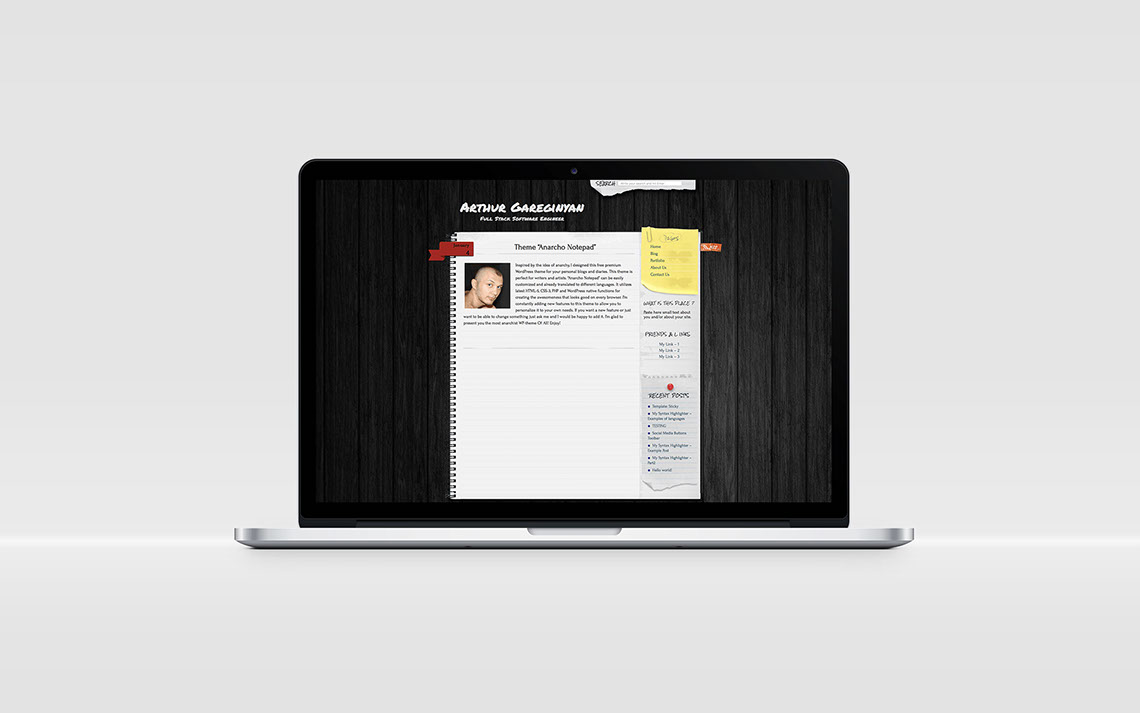 SEARCH
ARTHUR GAREGINYAN
FULL STACK SOFTWARE ENGINEER
January
4
Theme "Anarcho Notepad"
Inspired by the idea of anarchy, I designed this free premium
WordPress theme for your personal blogs and diaries. This theme is
perfect for writers and artists. "Anarcho Notepad" can be easily
customized and already translated to different languages. It utilizes
latest HTML-5, CSS-3, PHP and WordPress native functions for
creating the awesomeness that looks good on every browser. I'm
constantly adding new features to this theme to allow you to
personalize it to your own needs. If you want a new feature or just
want to be able to change something just ask me and I would be happy to add it. I'm glad to
present you the most anarchist WP theme Of All! Enjoy!
PAGES
Home
Blog
Portfolio
About Us
Contact Us
WHAT IS THIS PLACE ?
Paste here small text about
you and/or about your site
FRIENDS & LINKS
My Link – 1
My Link – 2
My Link – 3
RECENT POSTS
Template: Sticky
My Syntax Highlighter –
Examples of languages
TESTING
Social Media Buttons
Toolbar
My Syntax Highlighter –
Example Post
My Syntax Highlighter –
Part2
Hello world!